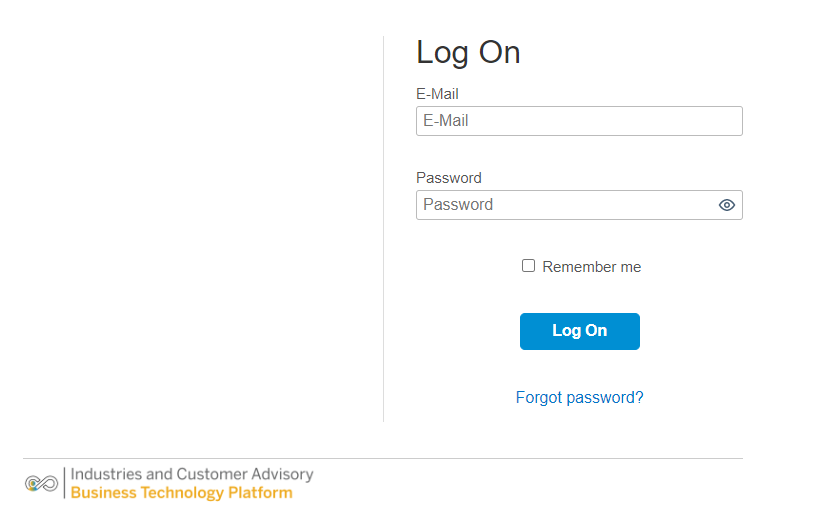 Log On
E-Mail
E-Mail
Password
Password
Remember me
Log On
Forgot password?
Industries and Customer Advisory
Business Technology Platform